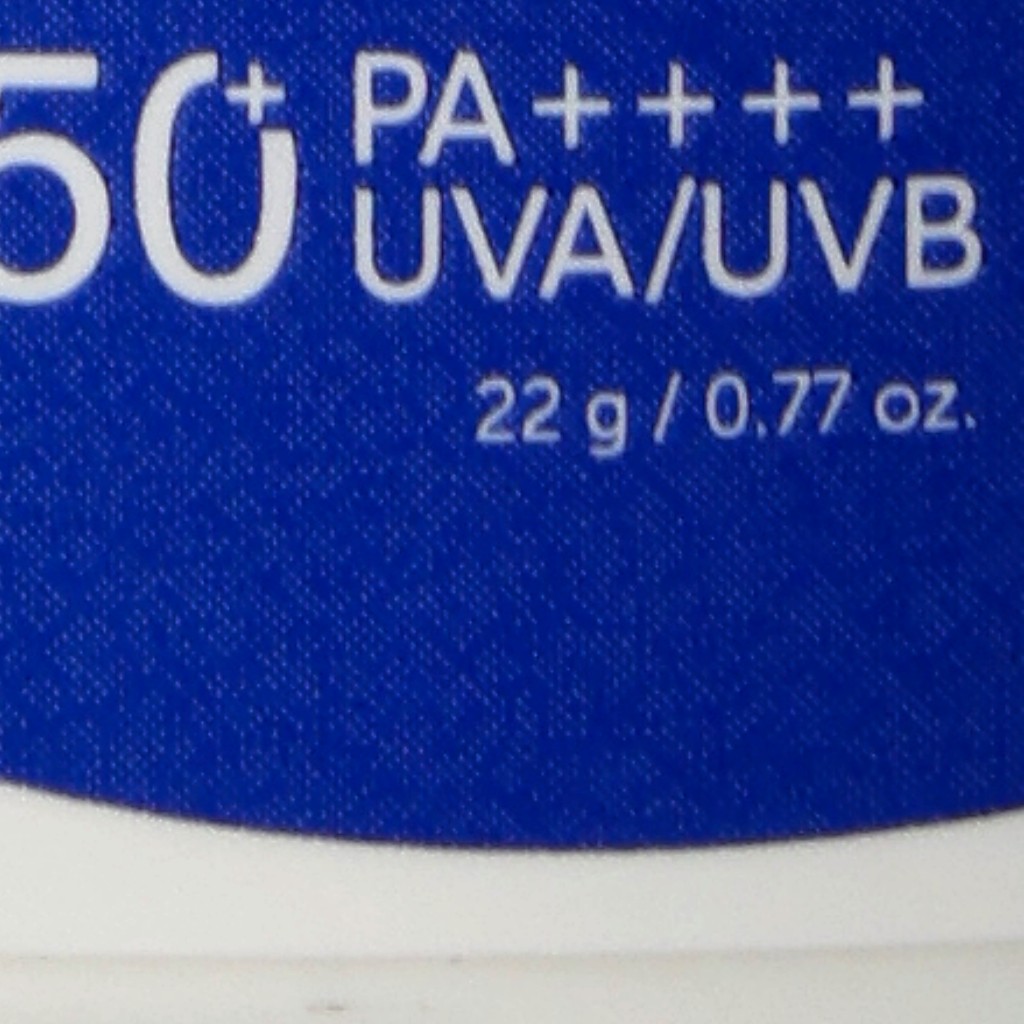 50+ PA++++
UVA/UVB
22 g / 0.77 oz.